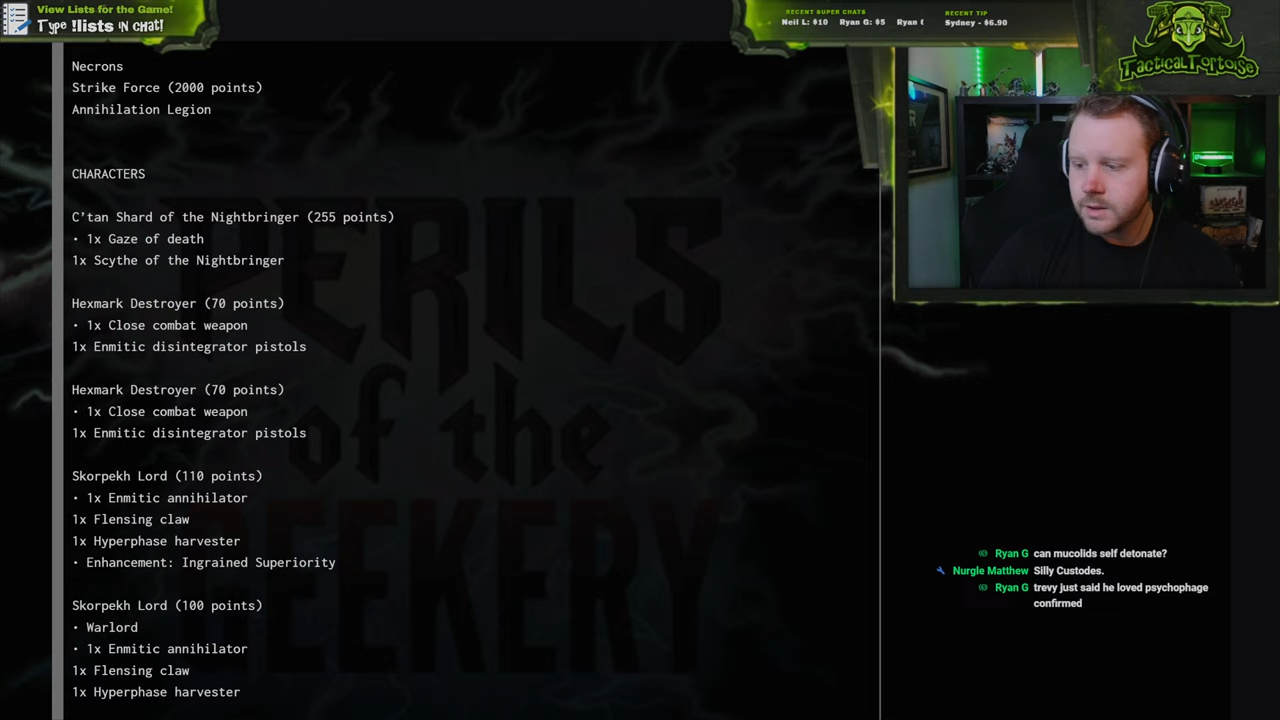 View Lists for the Game!
Type !lists in chat!
RECENT SUPER CHATS
Neil L: $10 Ryan G: $5 Ryan
RECENT TIP
Sydney - $6.90
TacticalTortoise
Necrons
Strike Force (2000 points)
Annihilation Legion
CHARACTERS
C'tan Shard of the Nightbringer (255 points)
• 1x Gaze of death
1x Scythe of the Nightbringer
Hexmark Destroyer (70 points)
• 1x Close combat weapon
1x Enmitic disintegrator pistols
Hexmark Destroyer (70 points)
• 1x Close combat weapon
1x Enmitic disintegrator pistols
Skorpekh Lord (110 points)
• 1x Enmitic annihilator
1x Flensing claw
1x Hyperphase harvester
• Enhancement: Ingrained Superiority
Skorpekh Lord (100 points)
• Warlord
• 1x Enmitic annihilator
1x Flensing claw
1x Hyperphase harvester
PERILS
of the
GEEKERY
Ryan G can mucolids self detonate?
Nurgle Matthew Silly Custodes.
Ryan G trevy just said he loved psychophage
confirmed